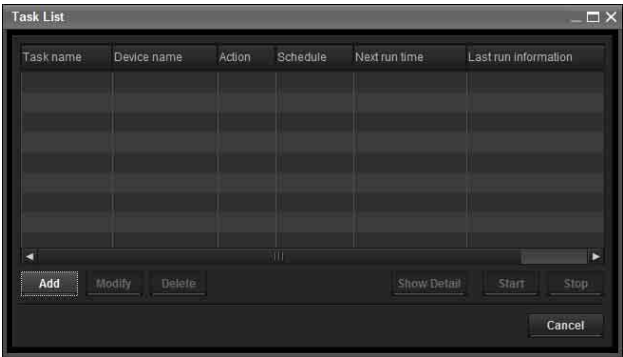 Task List
Task name Device name Action Schedule Next run time Last run information
Add Modify Delete Show Detail Start Stop
Cancel